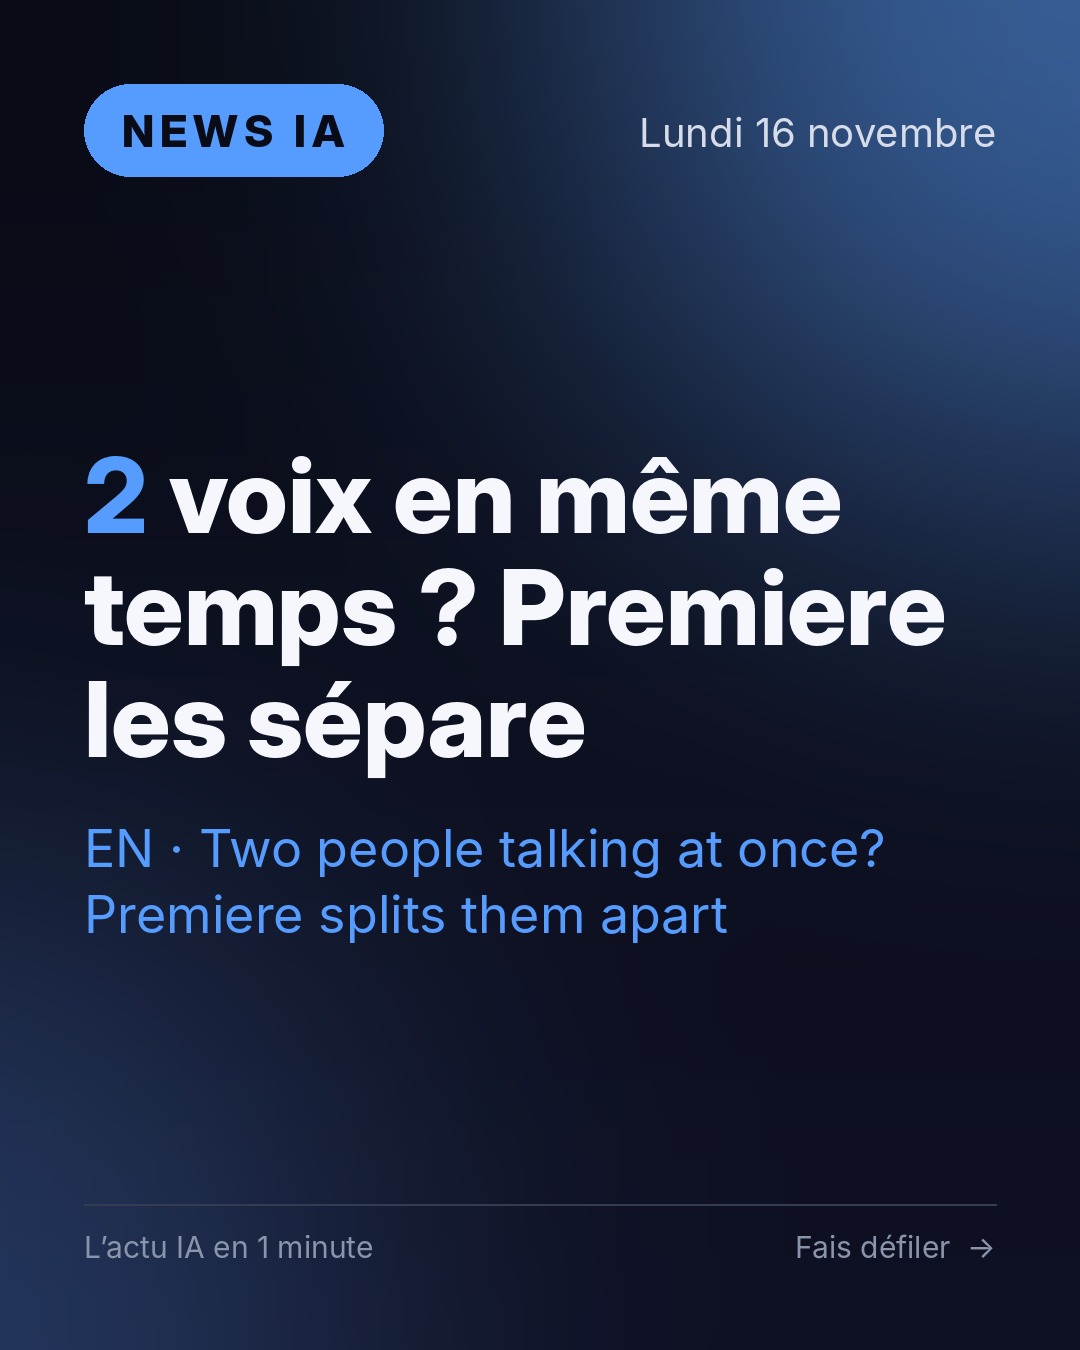 NEWS IA
Lundi 16 novembre
2 voix en même
temps ? Premiere
les sépare
EN · Two people talking at once?
Premiere splits them apart
L’actu IA en 1 minute
Fais défiler →